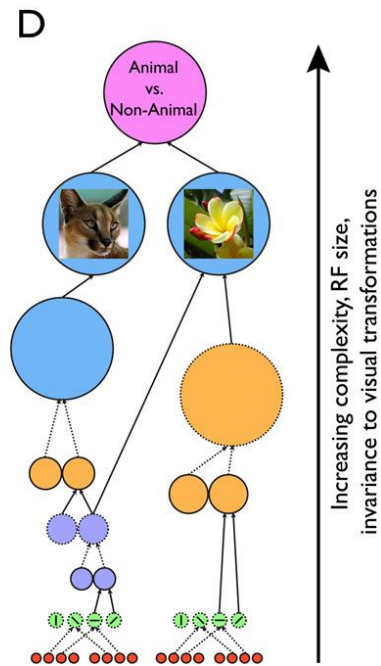 D
Animal
vs.
Non-Animal
Increasing complexity, RF size,
invariance to visual transformations